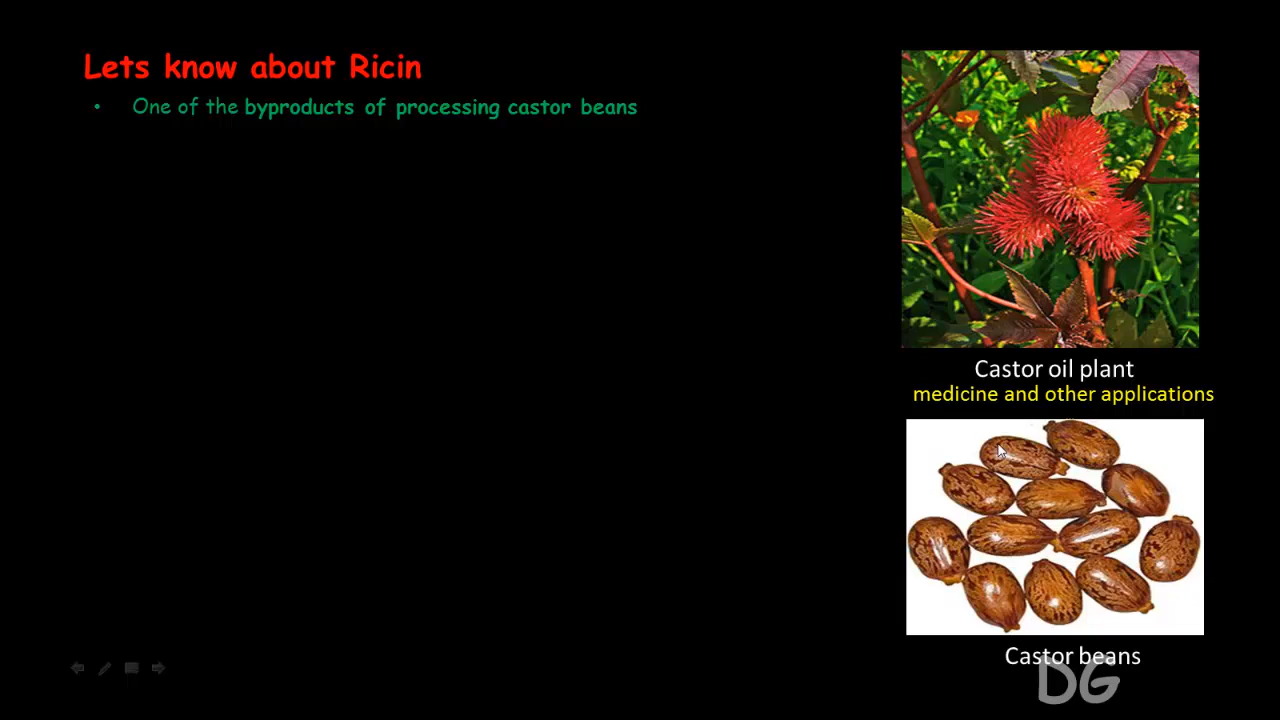 Lets know about Ricin
• One of the byproducts of processing castor beans
Castor oil plant
medicine and other applications
Castor beans
DG